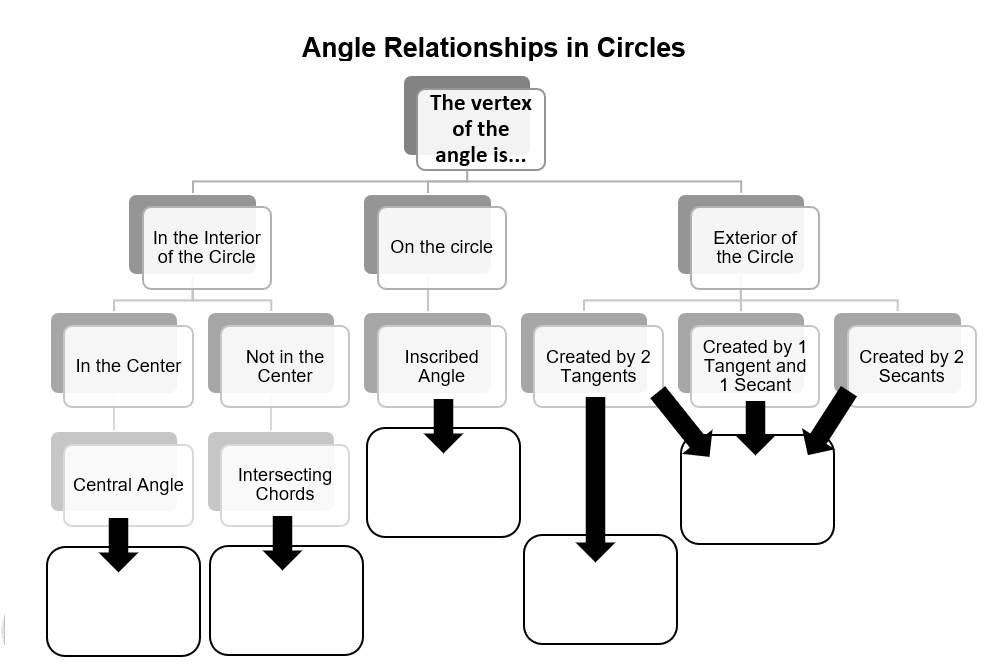 Angle Relationships in Circles
The vertex
of the
angle is...
In the Interior
of the Circle
On the circle
Exterior of
the Circle
In the Center
Not in the
Center
Inscribed
Angle
Created by 2
Tangents
Created by 1
Tangent and
1 Secant
Created by 2
Secants
Central Angle
Intersecting
Chords